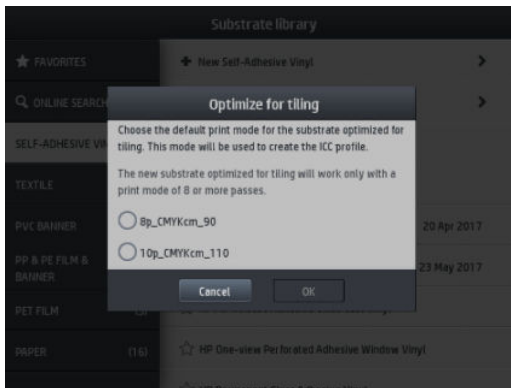 Substrate library
FAVORITES
New Self-Adhesive Vinyl
ONLINE SEARCH
Optimize for tiling
SELF-ADHESIVE VIN
Choose the default print mode for the substrate optimized for
tiling. This mode will be used to create the ICC profile.
The new substrate optimized for tiling will work only with a
print mode of 8 or more passes.
TEXTILE
PVC BANNER
8p_CMYKcm_90
20 Apr 2017
10p_CMYKcm_110
PP & PE FILM &
BANNER
23 May 2017
Cancel
OK
PET FILM
HP One-view Perforated Adhesive Window Vinyl
PAPER
(16)